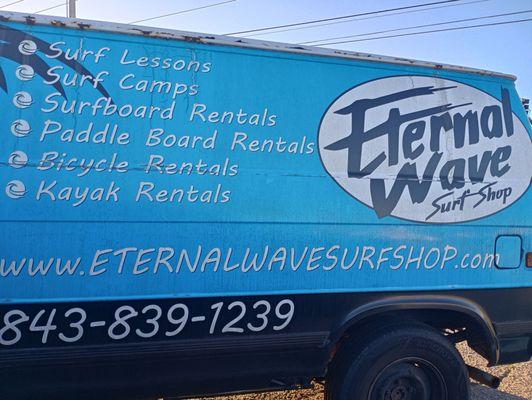 Surf Lessons
Surf Camps
Surfboard Rentals
Paddle Board Rentals
Bicycle Rentals
Kayak Rentals
Eternal
Wave
Surf Shop
www.ETERNALWAVESURFSHOP.com
843-839-1239